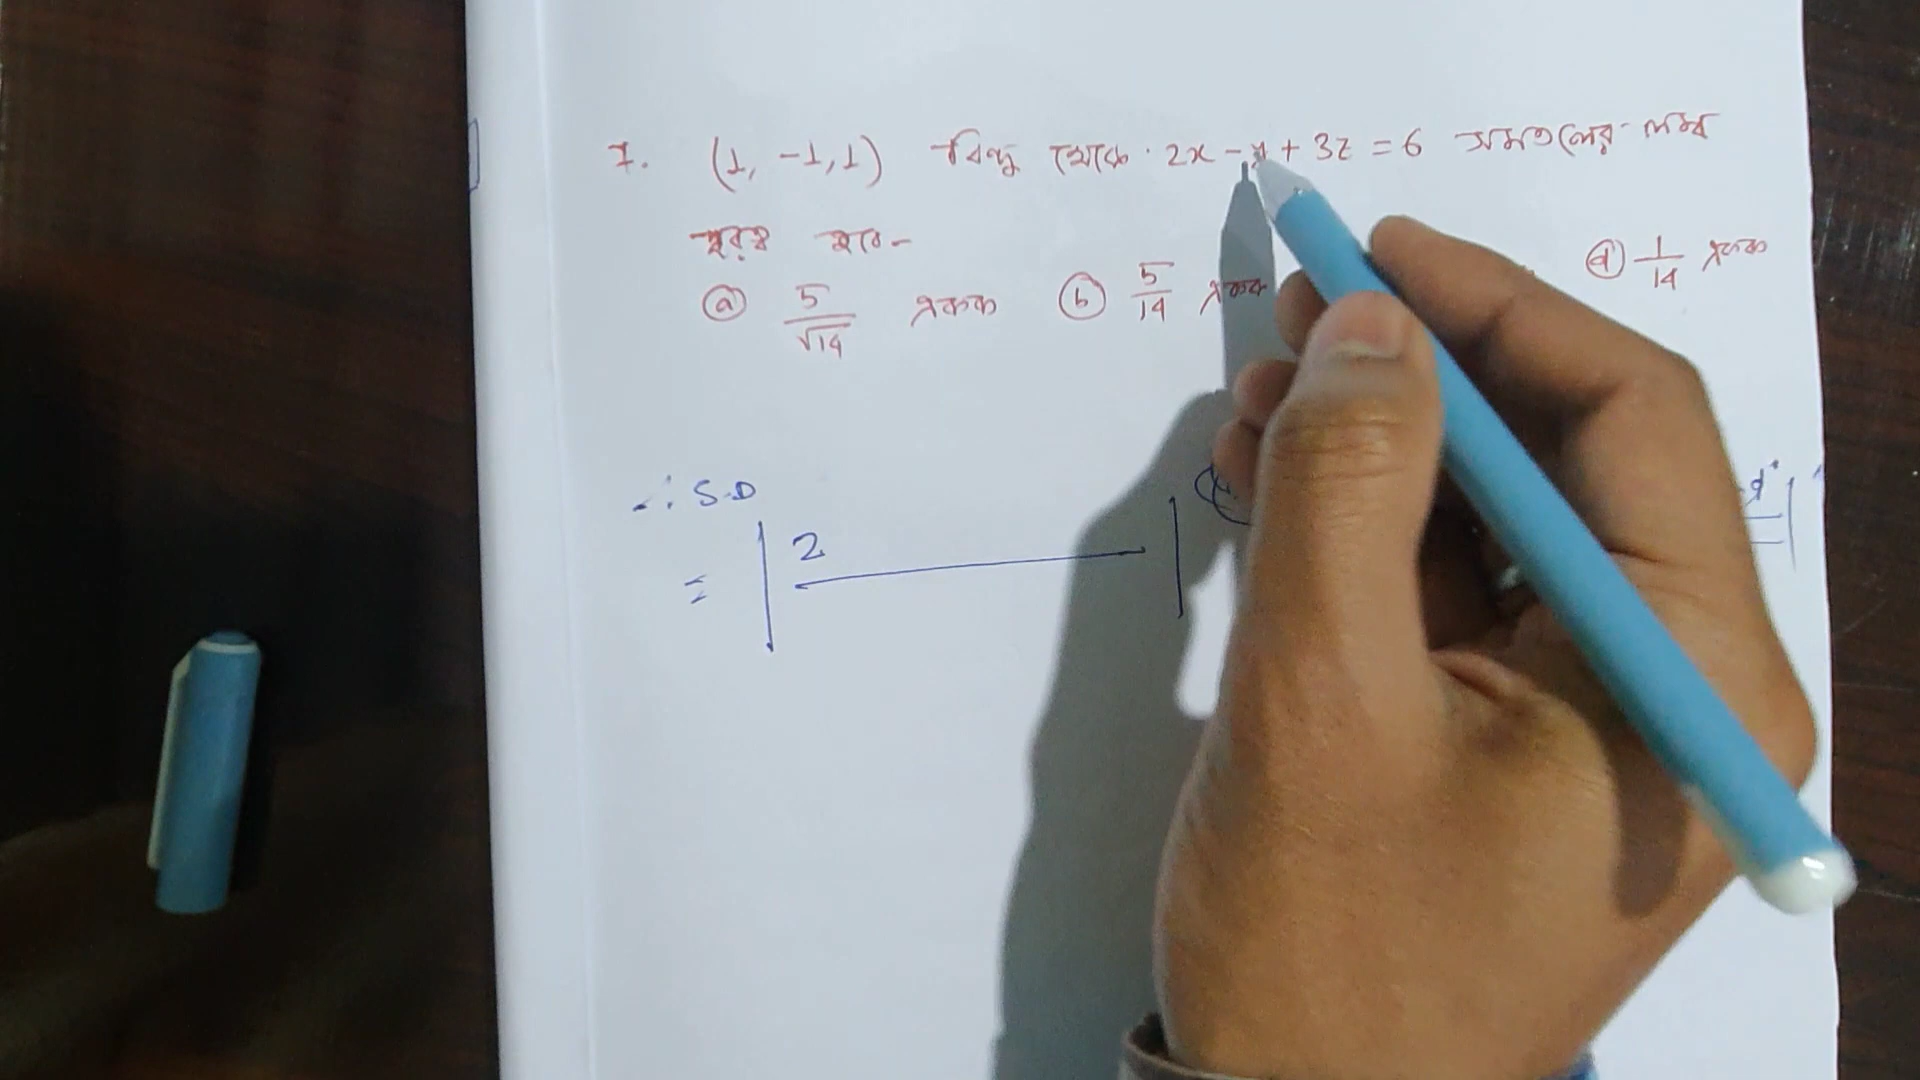 7. (1, -1, 1) বিন্দু থেকে 2x - y + 3z = 6 সমতলের লম্ব
দূরত্ব হবে-
ⓐ 5/√14 একক ⓑ 5/14 একক ⓓ 1/14 একক
∴ S.D
= | 2 |